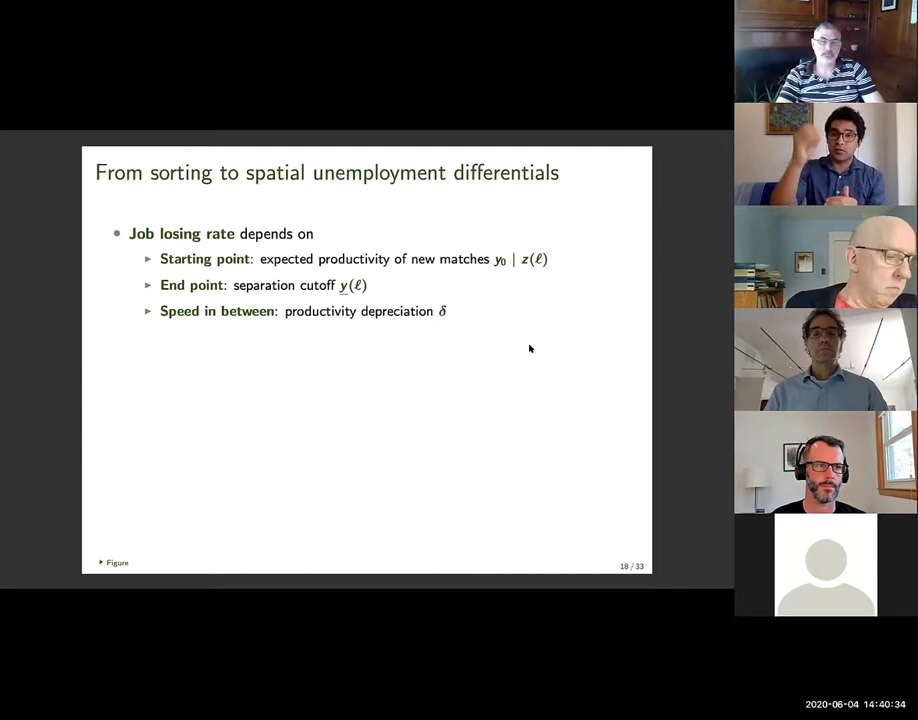 From sorting to spatial unemployment differentials
• Job losing rate depends on
▶ Starting point: expected productivity of new matches y₀ | z(ℓ)
▶ End point: separation cutoff y̲(ℓ)
▶ Speed in between: productivity depreciation δ
▶ Figure
18 / 33
2020-06-04 14:40:34